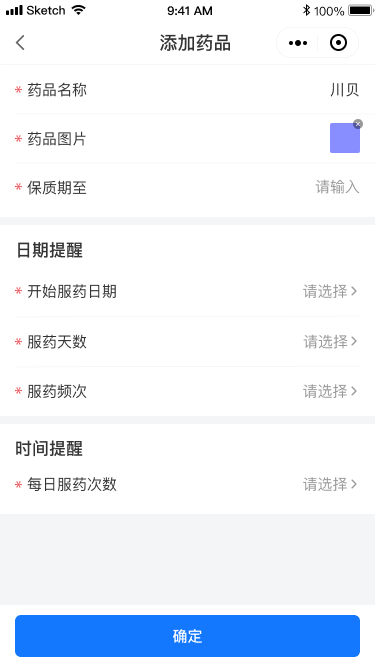 Sketch 9:41 AM 100%
添加药品
* 药品名称 川贝
* 药品图片
* 保质期至 请输入
日期提醒
* 开始服药日期 请选择
* 服药天数 请选择
* 服药频次 请选择
时间提醒
* 每日服药次数 请选择
确定